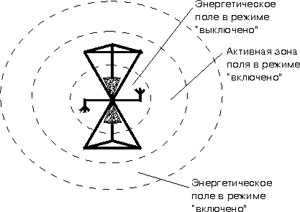 Энергетическое
поле в режиме
"выключено"
Активная зона
поля в режиме
"включено"
Энергетическое
поле в режиме
"включено"